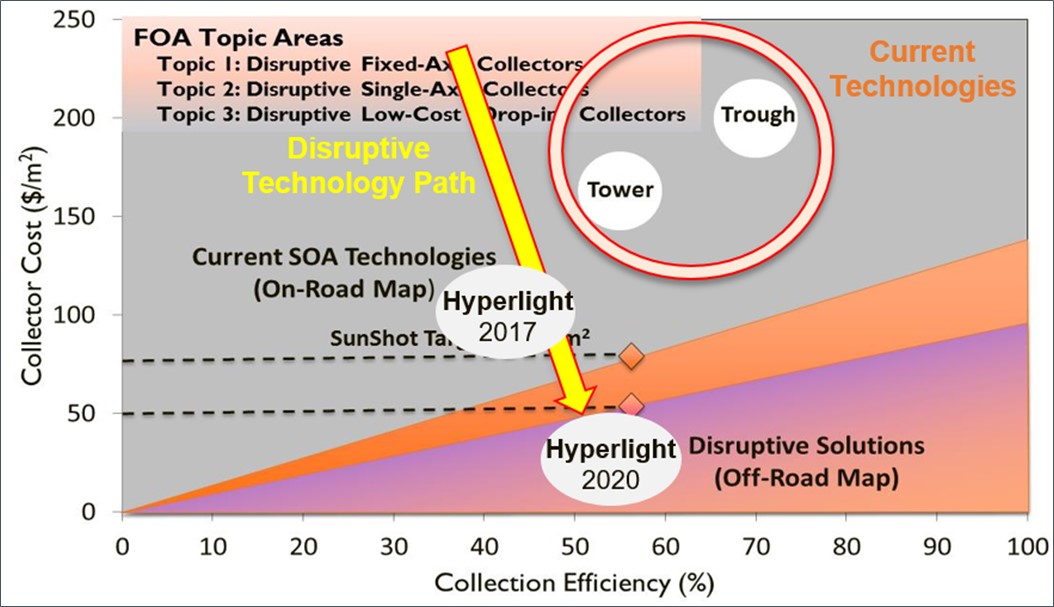 FOA Topic Areas
Topic 1: Disruptive Fixed-Ax Collectors
Topic 2: Disruptive Single-Ax Collectors
Topic 3: Disruptive Low-Cost Drop-in Collectors
Current
Technologies
Trough
Tower
Disruptive
Technology Path
Current SOA Technologies
(On-Road Map)
Hyperlight
2017
SunShot Ta m²
Hyperlight
2020
Disruptive Solutions
(Off-Road Map)
Collector Cost ($/m²)
250
200
150
100
50
0
0 10 20 30 40 50 60 70 80 90 100
Collection Efficiency (%)